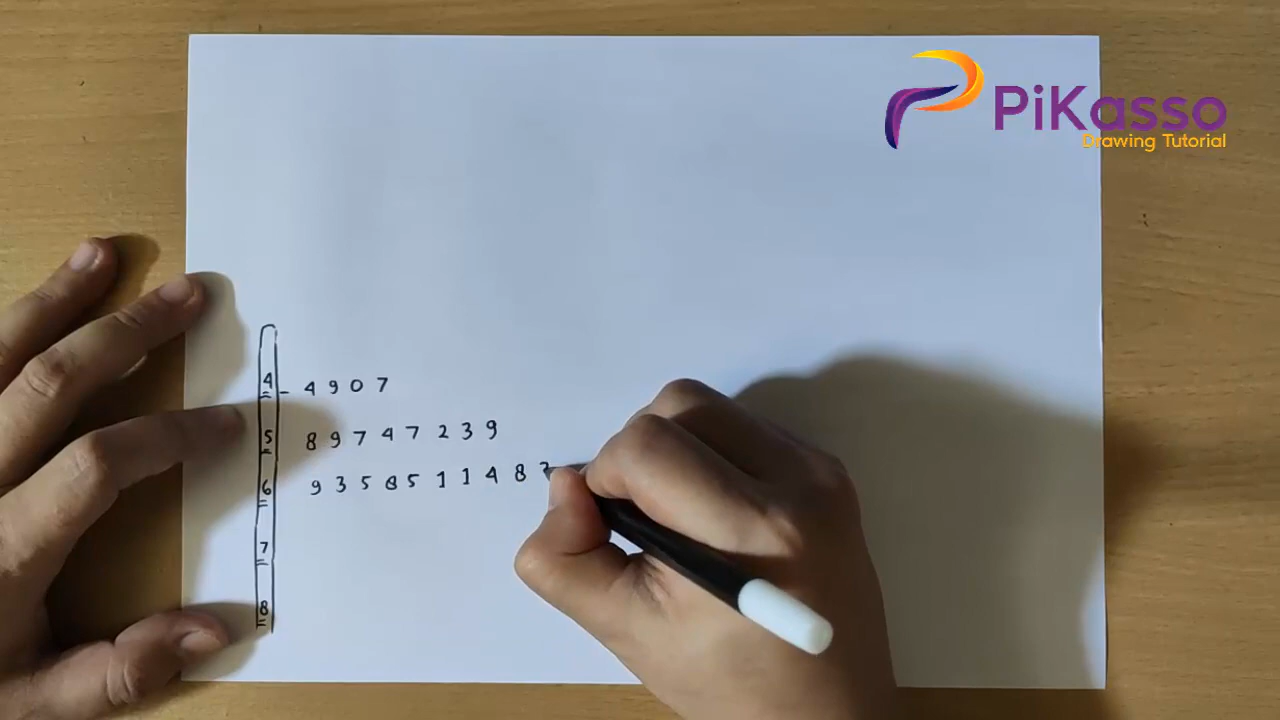 PiKasso
Drawing Tutorial
4 - 4 9 0 7
5 8 9 7 4 7 2 3 9
6 9 3 5 6 5 1 1 4 8
7
8